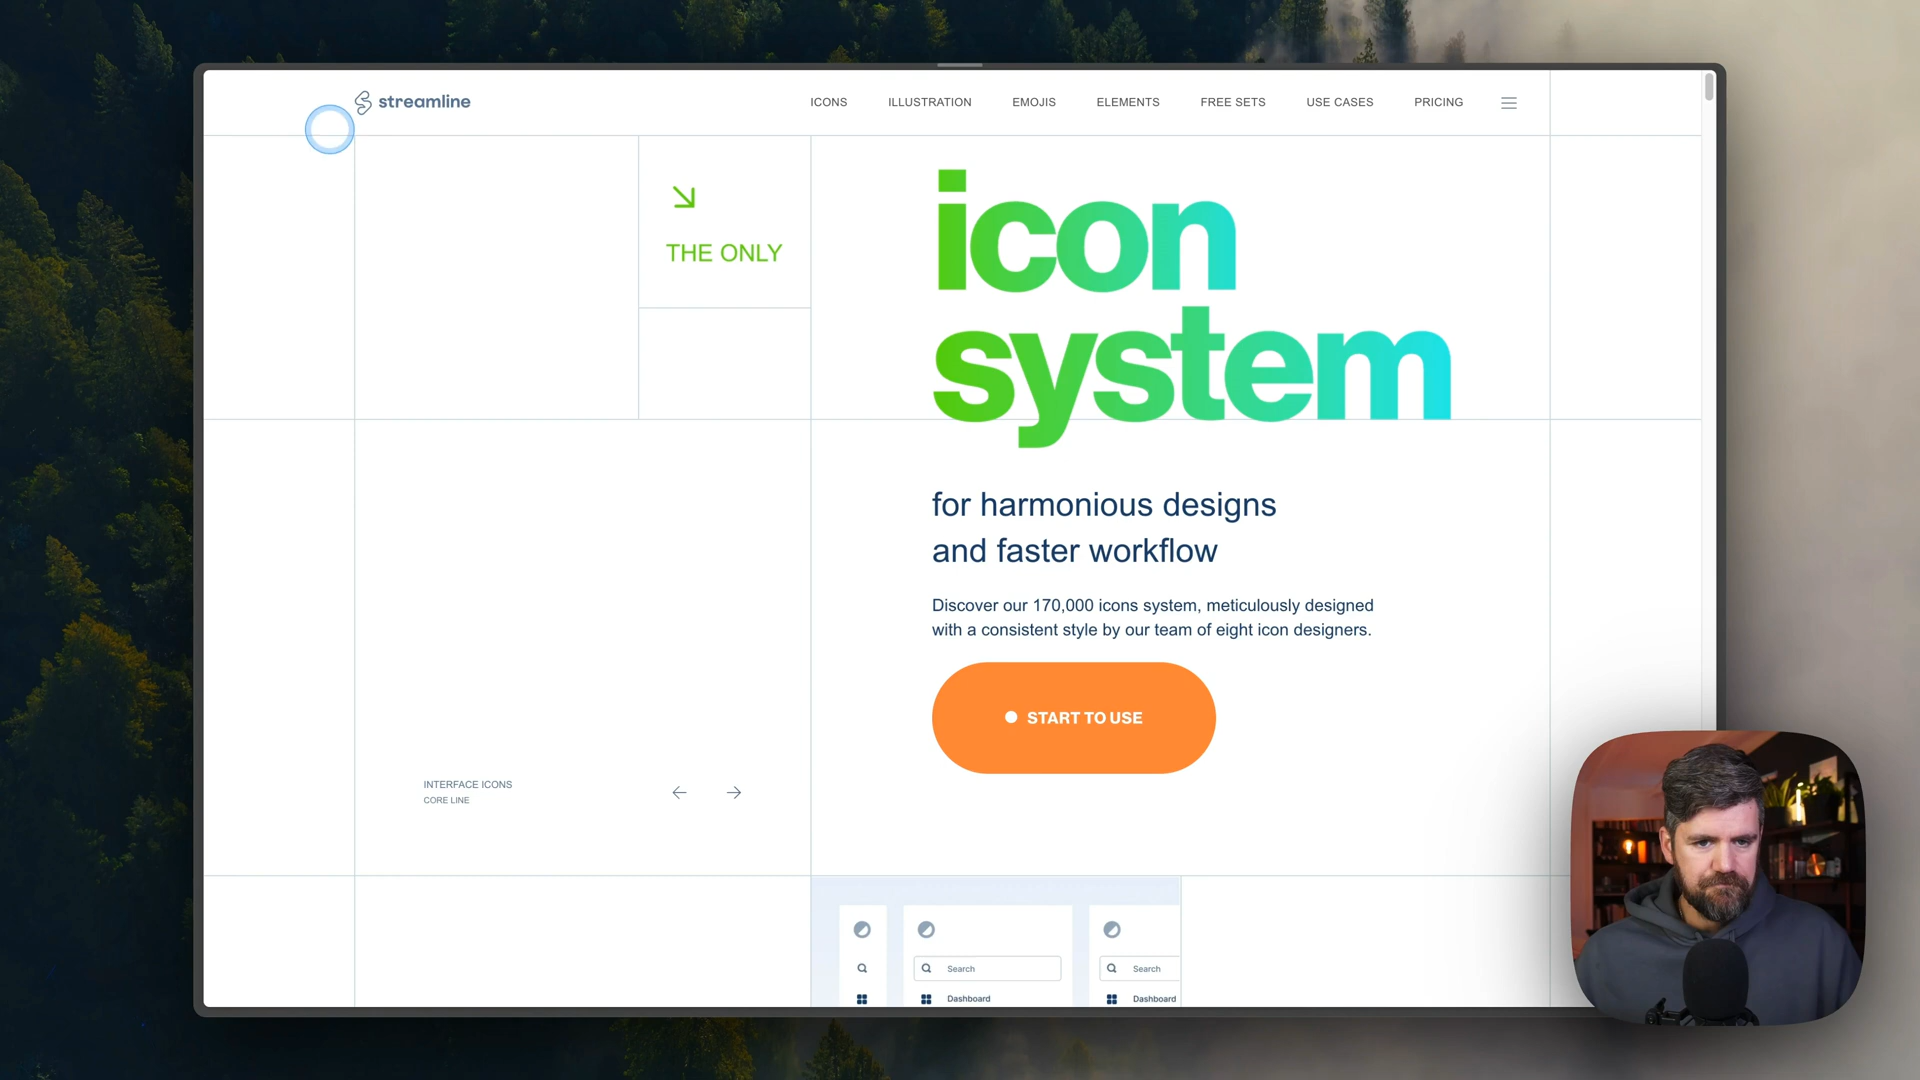 streamline
ICONS ILLUSTRATION EMOJIS ELEMENTS FREE SETS USE CASES PRICING
THE ONLY
icon
system
for harmonious designs
and faster workflow
Discover our 170,000 icons system, meticulously designed
with a consistent style by our team of eight icon designers.
START TO USE
INTERFACE ICONS
CORE LINE
Search
Dashboard
Search
Dashboard